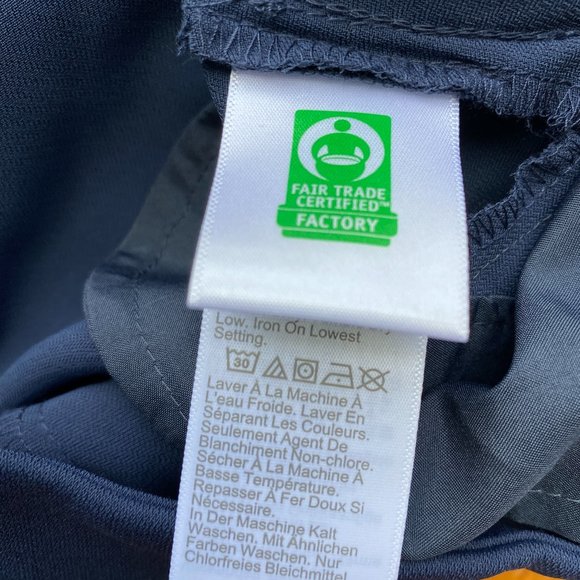 FAIR TRADE
CERTIFIED™
FACTORY
Low. Iron On Lowest
Setting.
30
Laver À La Machine À
L'eau Froide. Laver En
Séparant Les Couleurs.
Seulement Agent De
Blanchiment Non-chlore.
Sécher À La Machine À
Basse Température.
Repasser À Fer Doux Si
Nécessaire.
In Der Maschine Kalt
Waschen. Mit Ähnlichen
Farben Waschen. Nur
Chlorfreies Bleichmittel